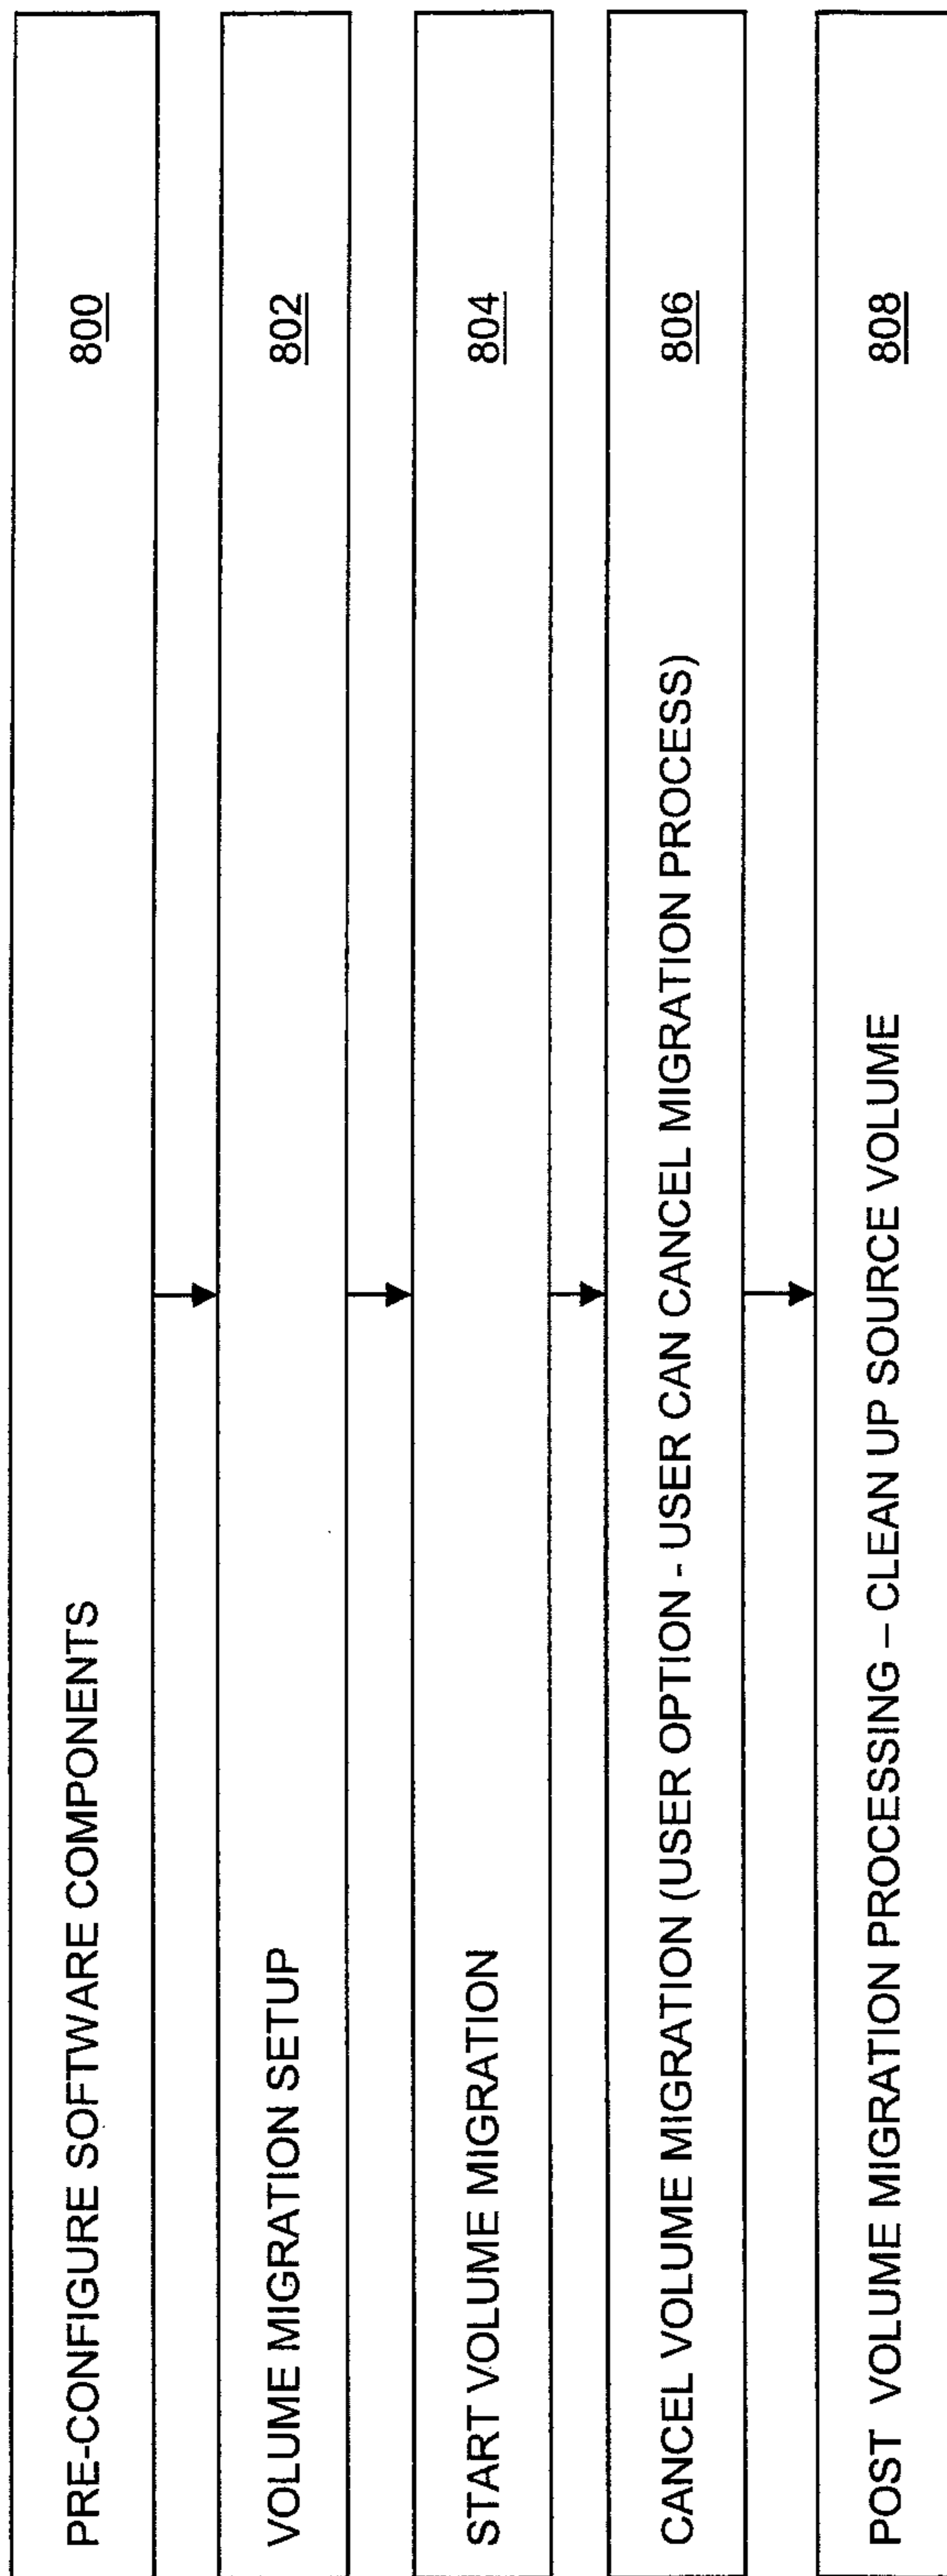 PRE-CONFIGURE SOFTWARE COMPONENTS 800
VOLUME MIGRATION SETUP 802
START VOLUME MIGRATION 804
CANCEL VOLUME MIGRATION (USER OPTION - USER CAN CANCEL MIGRATION PROCESS) 806
POST VOLUME MIGRATION PROCESSING – CLEAN UP SOURCE VOLUME 808